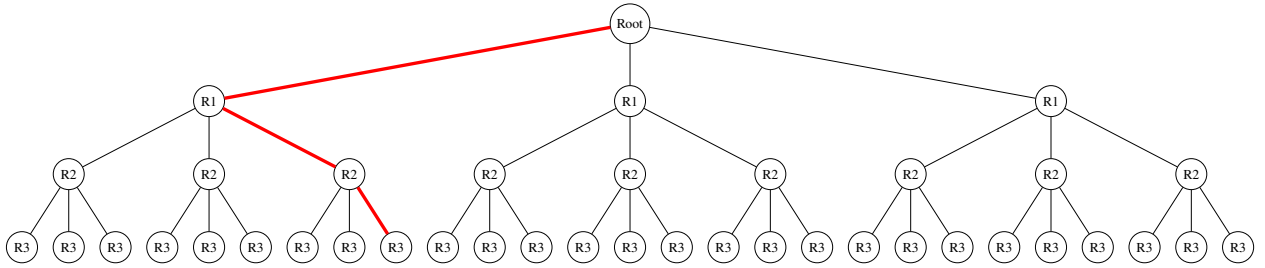 Root
R1 R1 R1
R2 R2 R2 R2 R2 R2 R2 R2 R2
R3 R3 R3 R3 R3 R3 R3 R3 R3 R3 R3 R3 R3 R3 R3 R3 R3 R3 R3 R3 R3 R3 R3 R3 R3 R3 R3